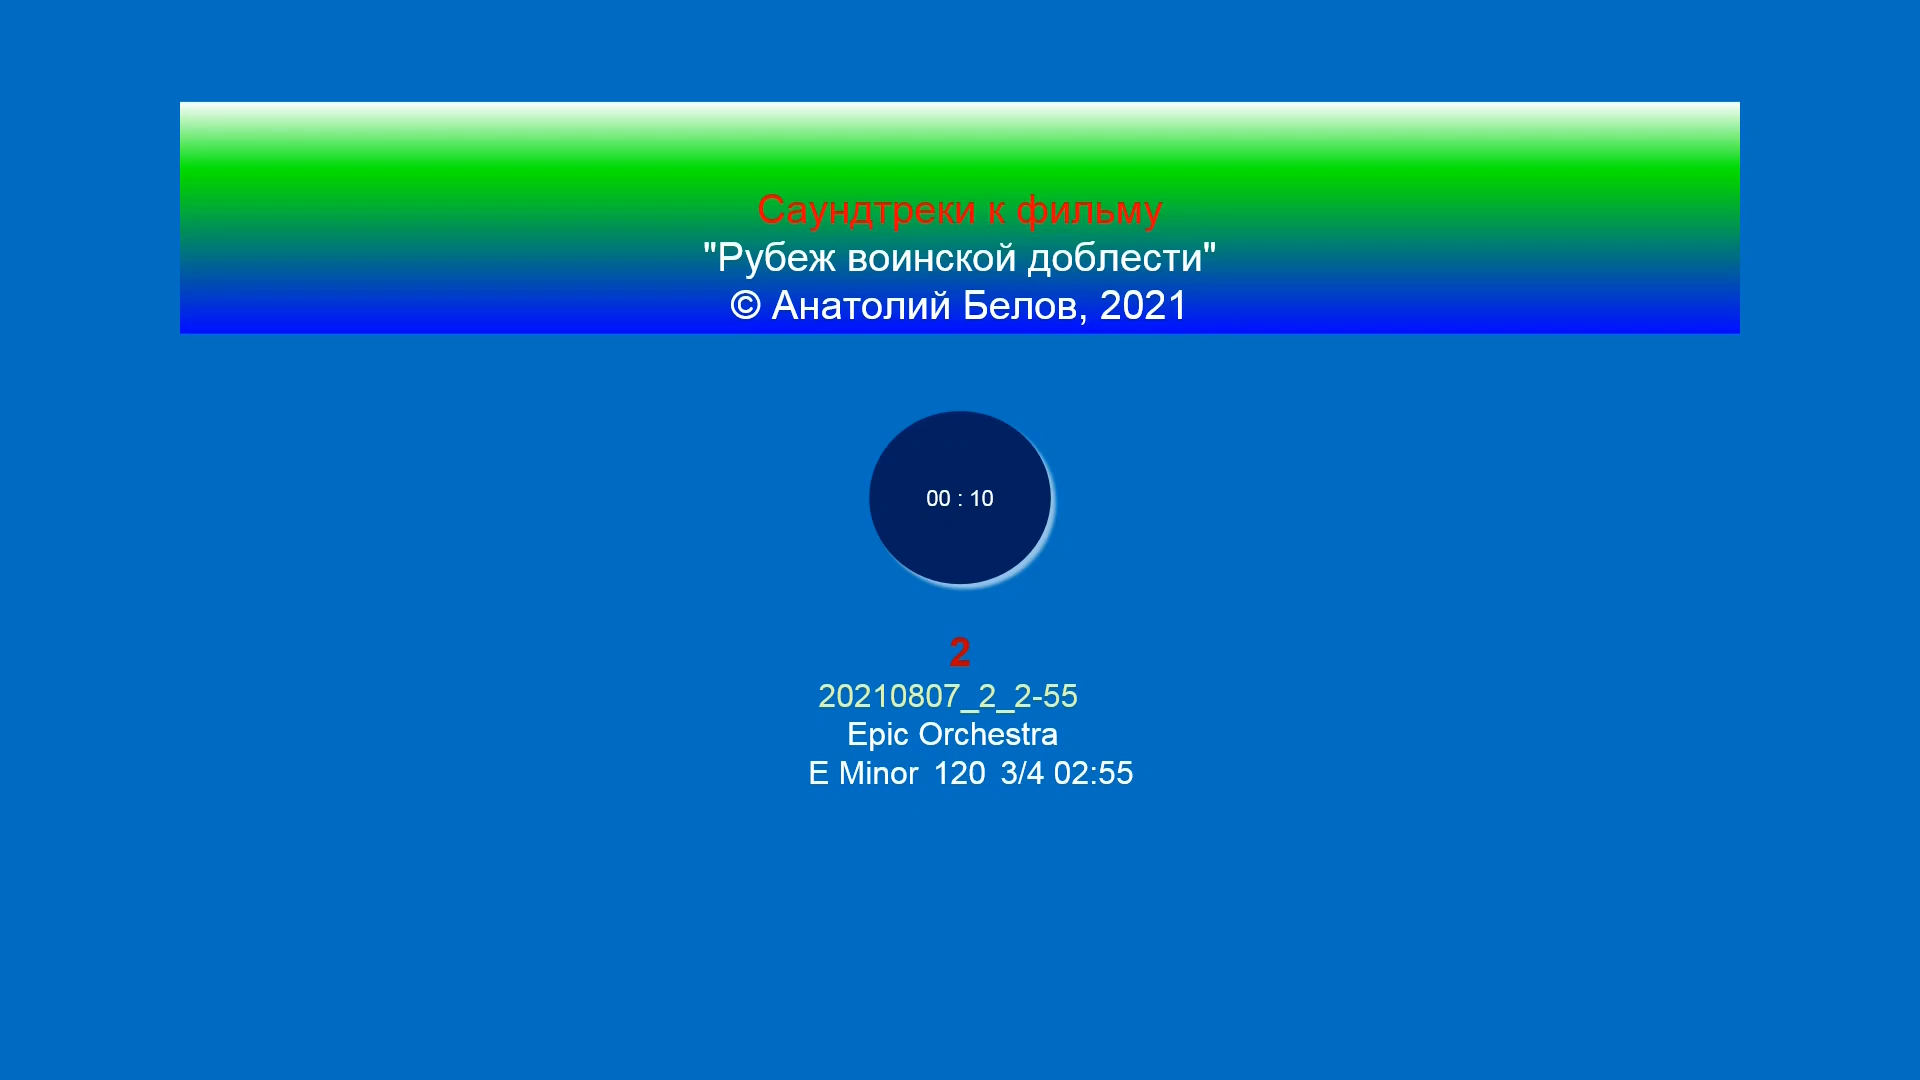 Саундтреки к фильму
"Рубеж воинской доблести"
© Анатолий Белов, 2021
00 : 10
2
20210807_2_2-55
Epic Orchestra
E Minor 120 3/4 02:55